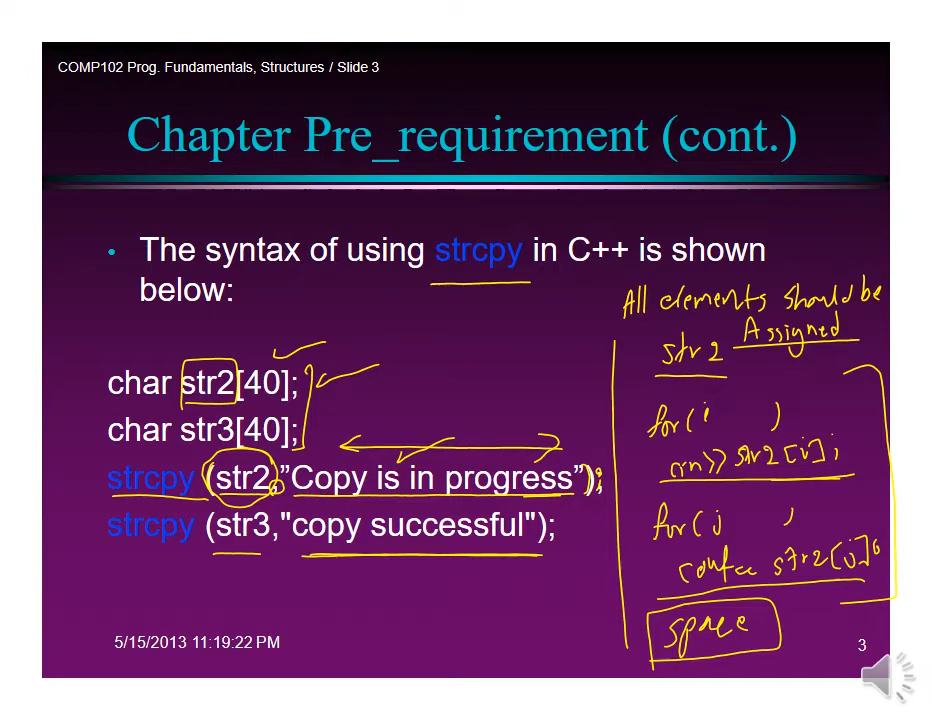 COMP102 Prog. Fundamentals, Structures / Slide 3
Chapter Pre_requirement (cont.)
• The syntax of using strcpy in C++ is shown
below:
char str2[40];
char str3[40];
strcpy (str2,”Copy is in progress”);
strcpy (str3,"copy successful");
All elements should be
Assigned
str2
for(i )
cin>> str2[i];
for(j )
cout<< str2[j];
space
5/15/2013 11:19:22 PM
3